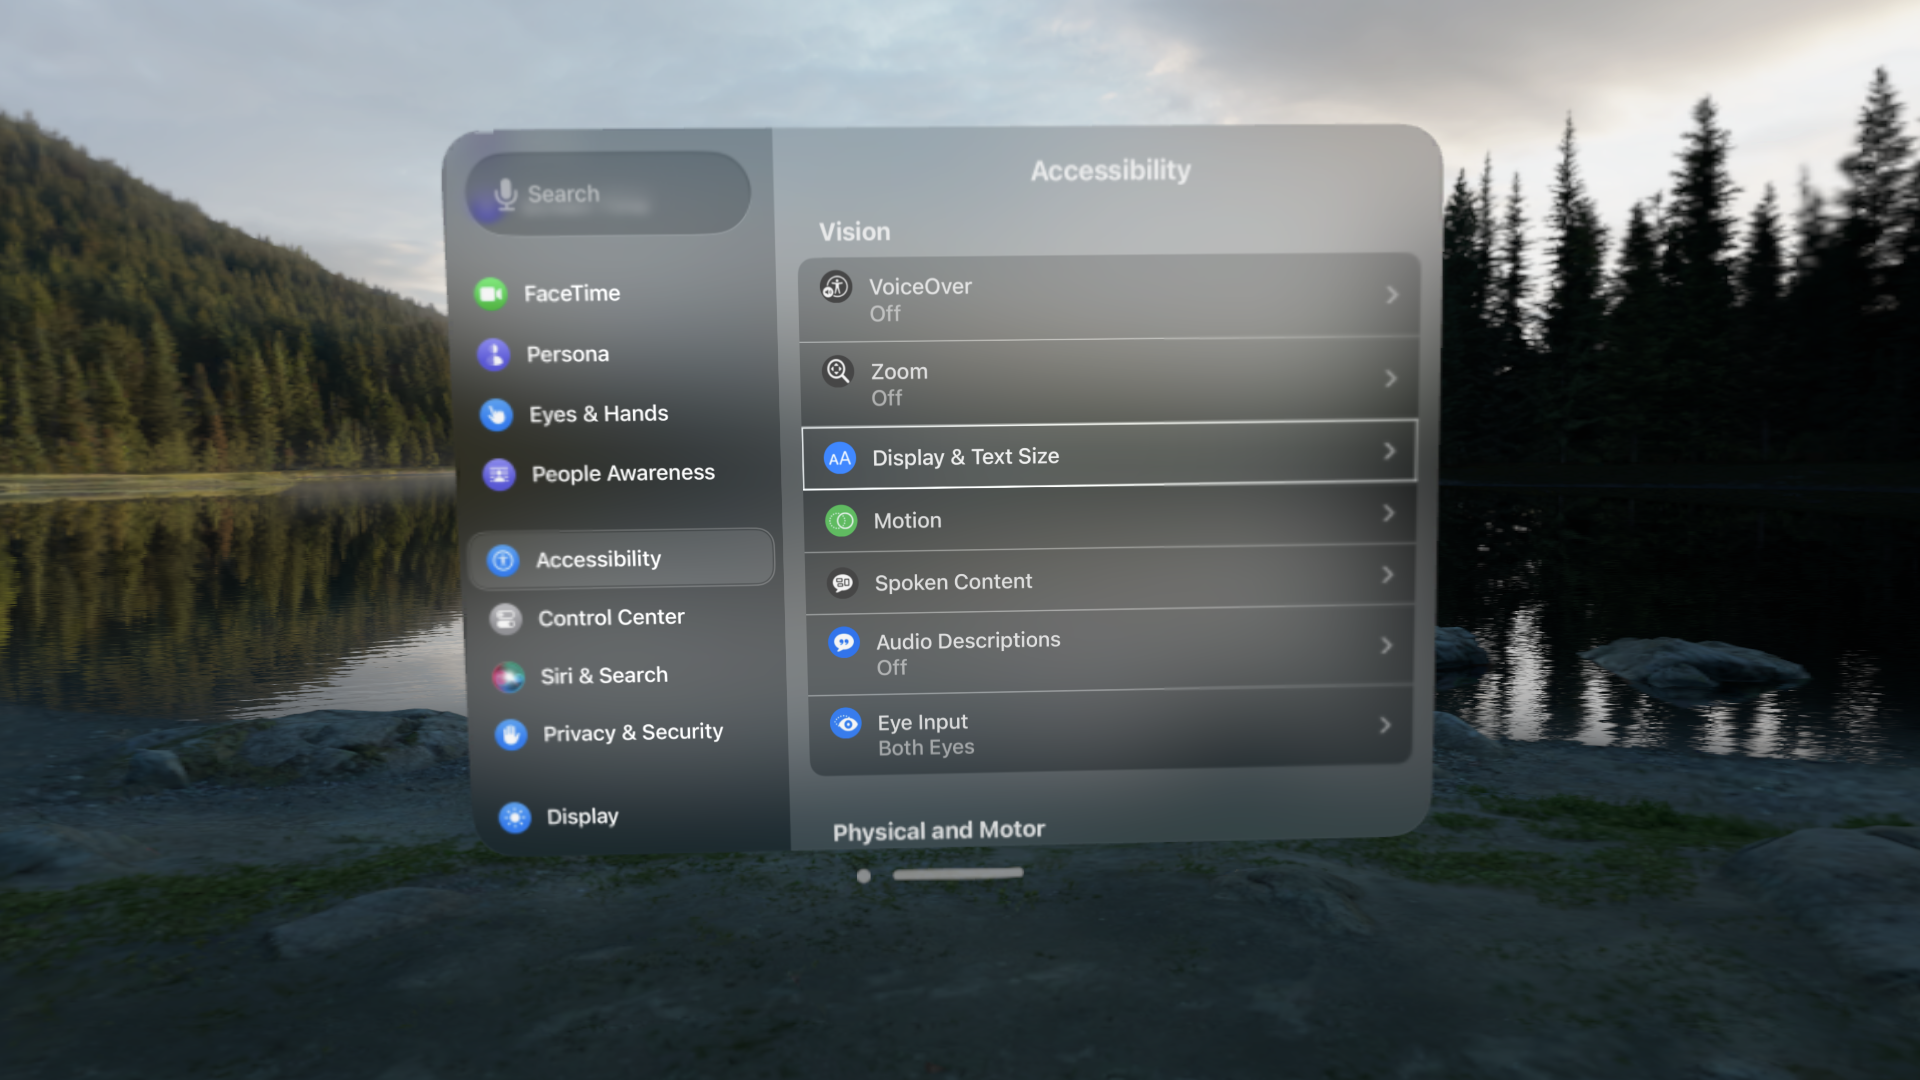 Search
FaceTime
Persona
Eyes & Hands
People Awareness
Accessibility
Control Center
Siri & Search
Privacy & Security
Display
Accessibility
Vision
VoiceOver
Off
Zoom
Off
AA Display & Text Size
Motion
Spoken Content
Audio Descriptions
Off
Eye Input
Both Eyes
Physical and Motor